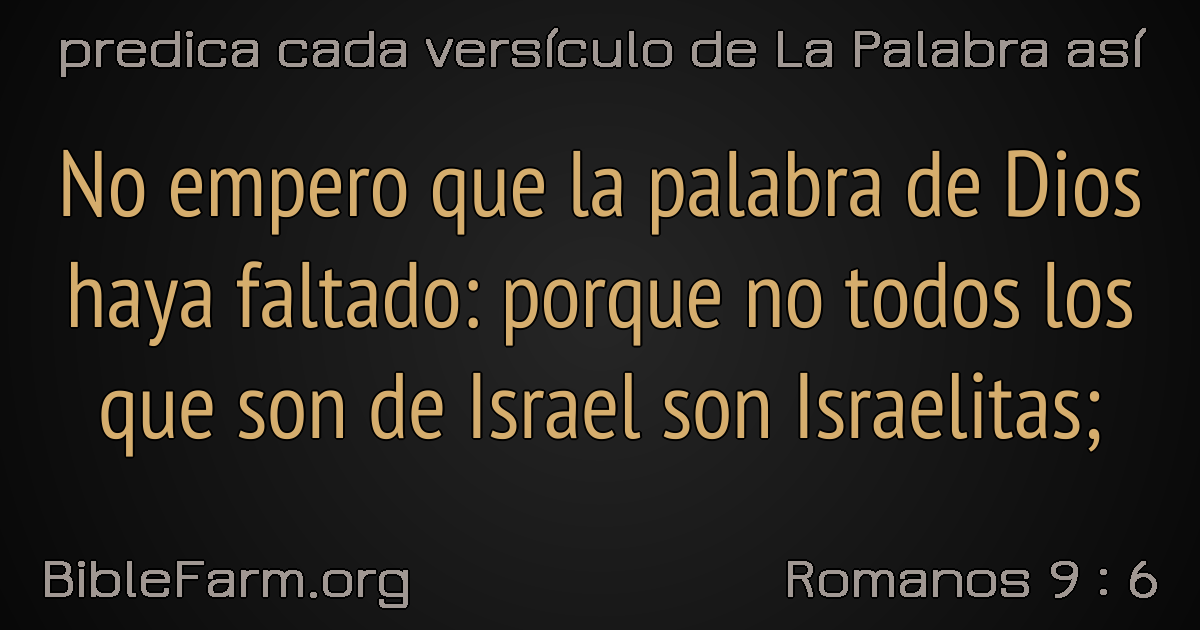 predica cada versículo de La Palabra así
No empero que la palabra de Dios
haya faltado: porque no todos los
que son de Israel son Israelitas;
BibleFarm.org
Romanos 9 : 6